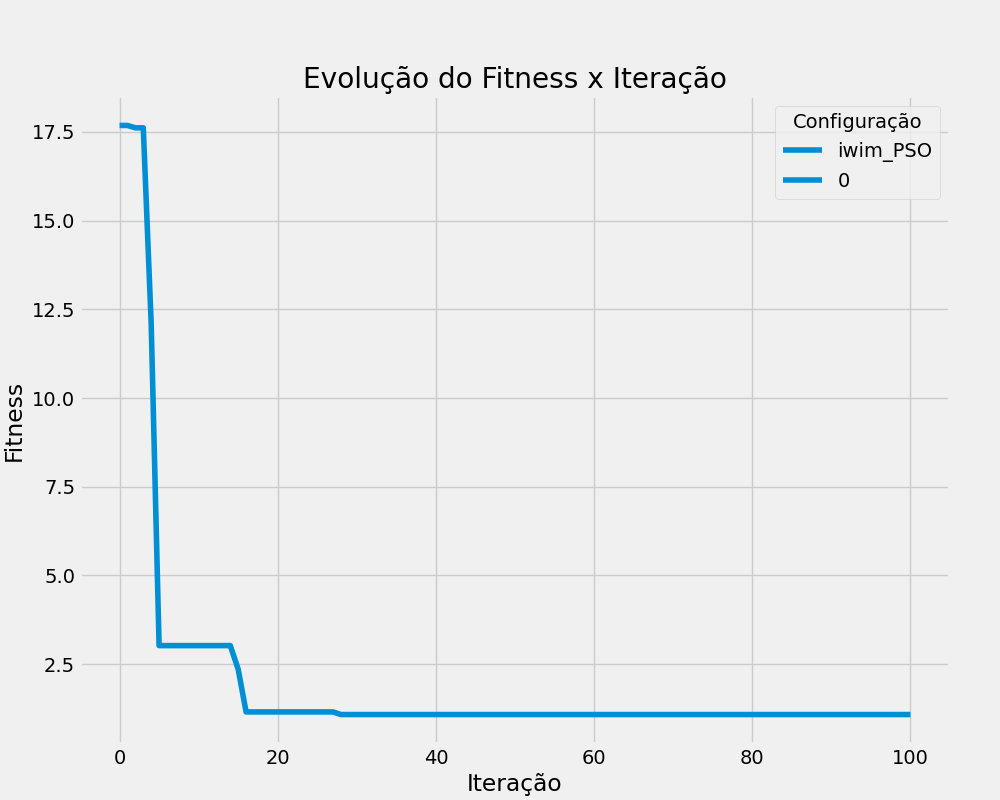 Evolução do Fitness x Iteração
Configuração
iwim_PSO
0
Fitness
17.5
15.0
12.5
10.0
7.5
5.0
2.5
0 20 40 60 80 100
Iteração